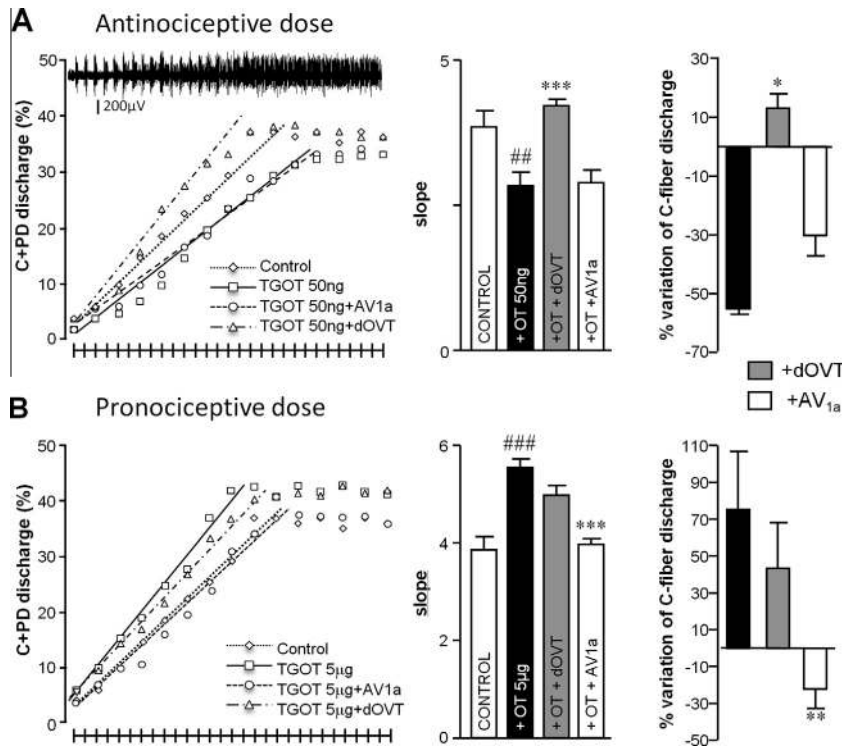 A Antinociceptive dose
C+PD discharge (%)
50
40
30
20
10
0
200µV
Control
TGOT 50ng
TGOT 50ng+AV1a
TGOT 50ng+dOVT
slope
5
0
CONTROL
+ OT 50ng
+OT + dOVT
+OT +AV1a
##
***
% variation of C-fiber discharge
30
10
-10
-30
-50
-70
*
+dOVT
+AV1a
B Pronociceptive dose
C+PD discharge (%)
50
40
30
20
10
0
Control
TGOT 5µg
TGOT 5µg+AV1a
TGOT 5µg+dOVT
slope
6
4
2
0
CONTROL
+ OT 5µg
+ OT + dOVT
+ OT + AV1a
###
***
% variation of C-fiber discharge
110
90
70
50
30
10
-10
-30
-50
**